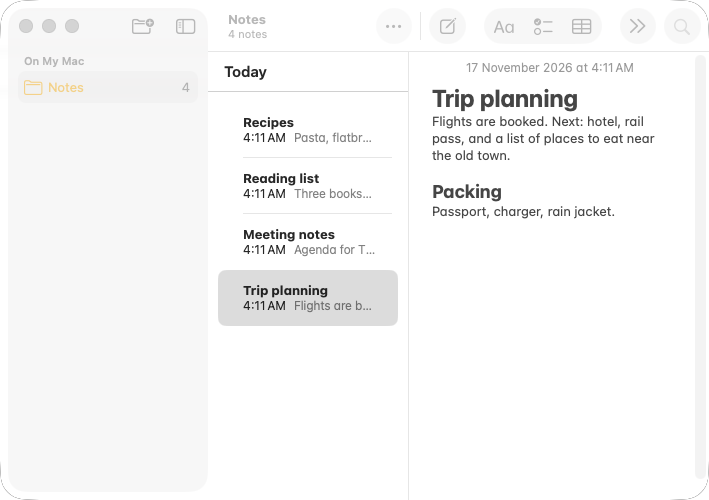 On My Mac
Notes 4
Notes
4 notes
Today
Recipes
4:11 AM Pasta, flatbr...
Reading list
4:11 AM Three books...
Meeting notes
4:11 AM Agenda for T...
Trip planning
4:11 AM Flights are b...
Aa
17 November 2026 at 4:11 AM
Trip planning
Flights are booked. Next: hotel, rail
pass, and a list of places to eat near
the old town.
Packing
Passport, charger, rain jacket.